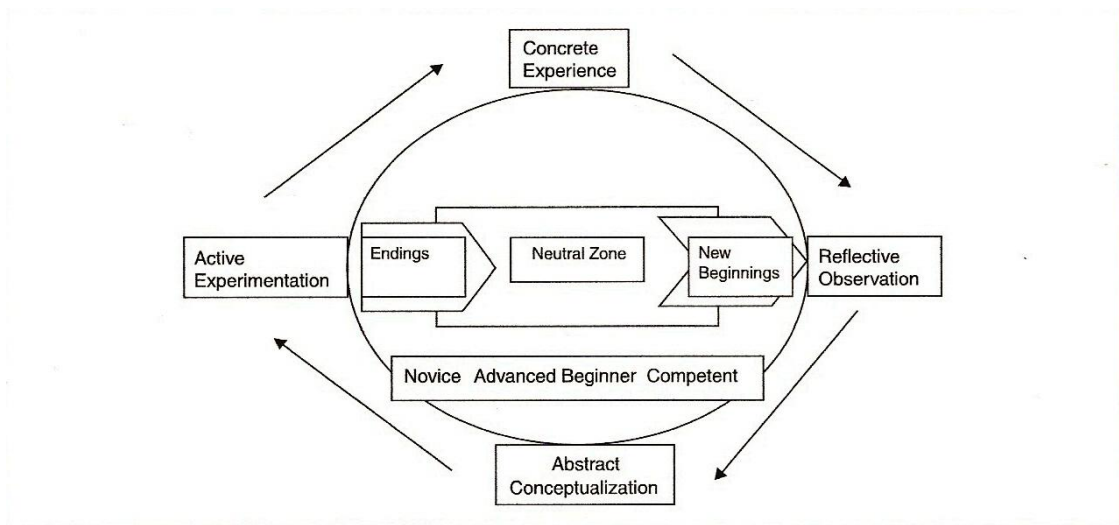 Concrete
Experience
Active
Experimentation
Endings
Neutral Zone
New
Beginnings
Reflective
Observation
Novice Advanced Beginner Competent
Abstract
Conceptualization